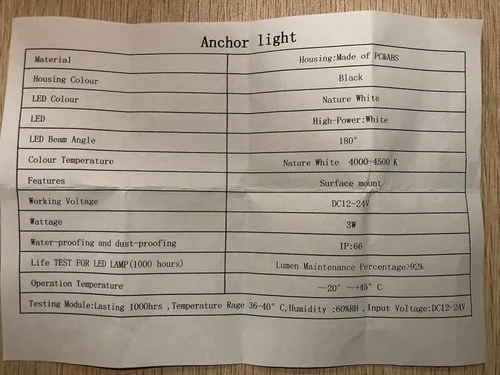 Anchor light
Material Housing:Made of PC&ABS
Housing Colour Black
LED Colour Nature White
LED High-Power:White
LED Beam Angle 180°
Colour Temperature Nature White 4000-4500 K
Features Surface mount
Working Voltage DC12-24V
Wattage 3W
Water-proofing and dust-proofing IP:66
Life TEST FOR LED LAMP(1000 hours) Lumen Maintenance Percentage>92%
Operation Temperature —20° ~+45° C
Testing Module:Lasting 1000hrs ,Temperature Rage 36-40° C,Humidity :60%RH ,Input Voltage:DC12-24V